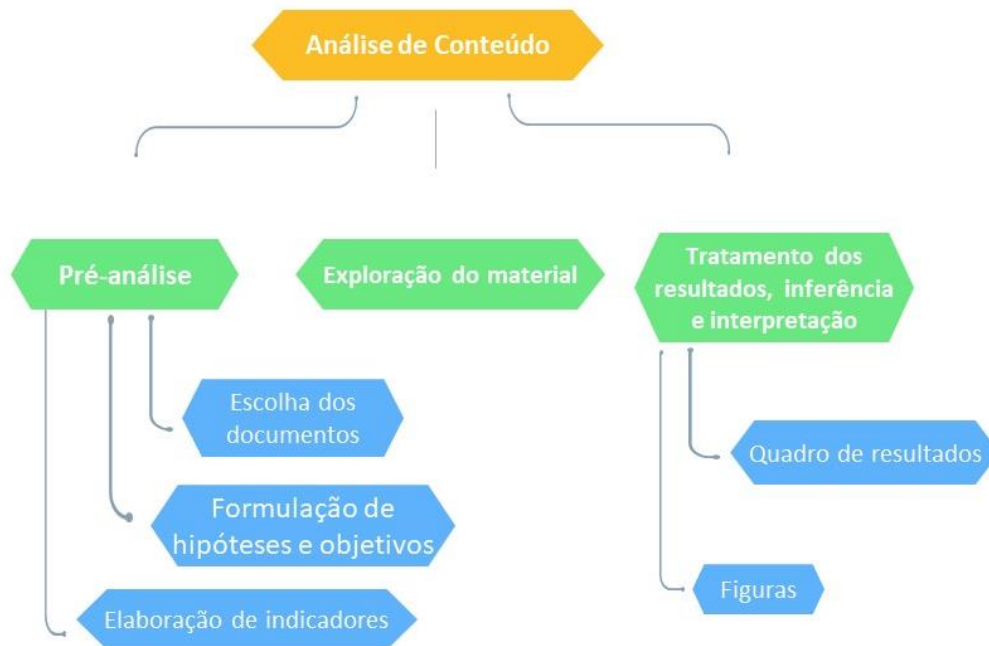 Análise de Conteúdo
Pré-análise
Exploração do material
Tratamento dos
resultados, inferência
e interpretação
Escolha dos
documentos
Formulação de
hipóteses e objetivos
Elaboração de indicadores
Quadro de resultados
Figuras